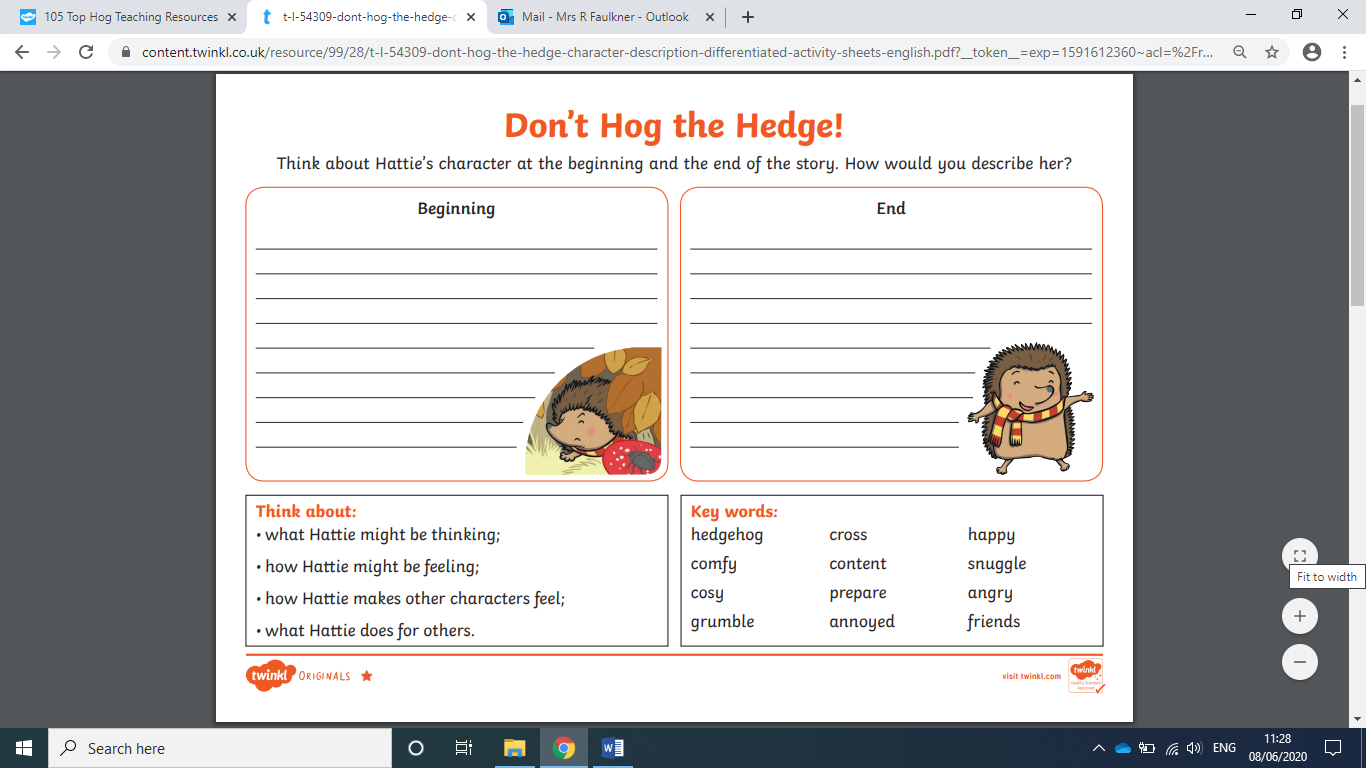 105 Top Hog Teaching Resources
t-l-54309-dont-hog-the-hedge-c
Mail - Mrs R Faulkner - Outlook
content.twinkl.co.uk/resource/99/28/t-l-54309-dont-hog-the-hedge-character-description-differentiated-activity-sheets-english.pdf?__token__=exp=1591612360~acl=%2Fr...
Don't Hog the Hedge!
Think about Hattie's character at the beginning and the end of the story. How would you describe her?
Beginning
End
Think about:
• what Hattie might be thinking;
• how Hattie might be feeling;
• how Hattie makes other characters feel;
• what Hattie does for others.
Key words:
hedgehog cross happy
comfy content snuggle
cosy prepare angry
grumble annoyed friends
Fit to width
twinkl ORIGINALS
visit twinkl.com
twinkl
Quality Standard
Approved
Search here
ENG
11:28
08/06/2020